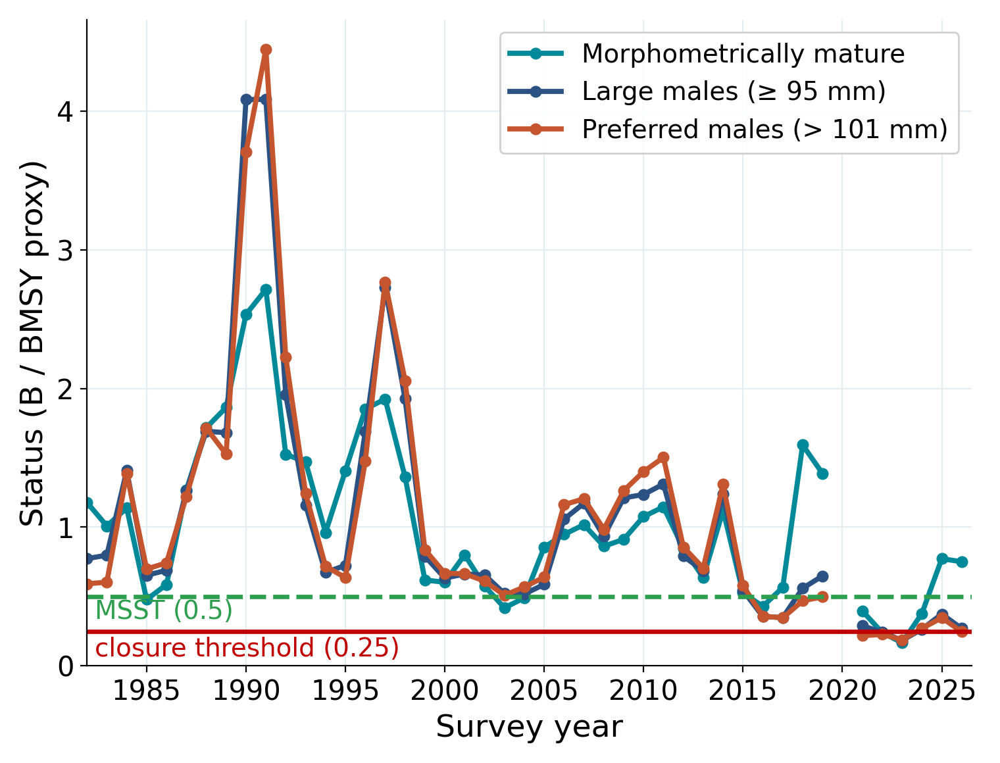 Morphometrically mature
Large males (≥ 95 mm)
Preferred males (> 101 mm)
Status (B / BMSY proxy)
4
3
2
1
0
MSST (0.5)
closure threshold (0.25)
1985 1990 1995 2000 2005 2010 2015 2020 2025
Survey year